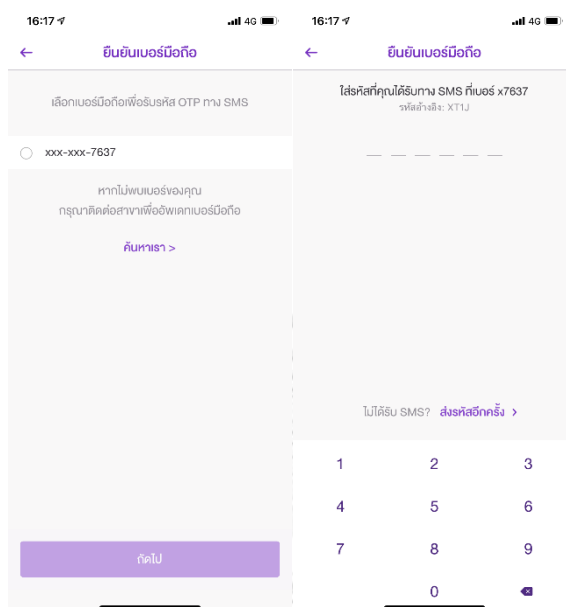 16:17
4G
ยืนยันเบอร์มือถือ
เลือกเบอร์มือถือเพื่อรับรหัส OTP ทาง SMS
xxx-xxx-7637
หากไม่พบเบอร์ของคุณ
กรุณาติดต่อสาขาเพื่ออัพเดทเบอร์มือถือ
ค้นหาเรา >
ถัดไป
16:17
4G
ยืนยันเบอร์มือถือ
ใส่รหัสที่คุณได้รับทาง SMS ที่เบอร์ x7637
รหัสอ้างอิง: XT1J
ไม่ได้รับ SMS? ส่งรหัสอีกครั้ง >
1 2 3
4 5 6
7 8 9
0